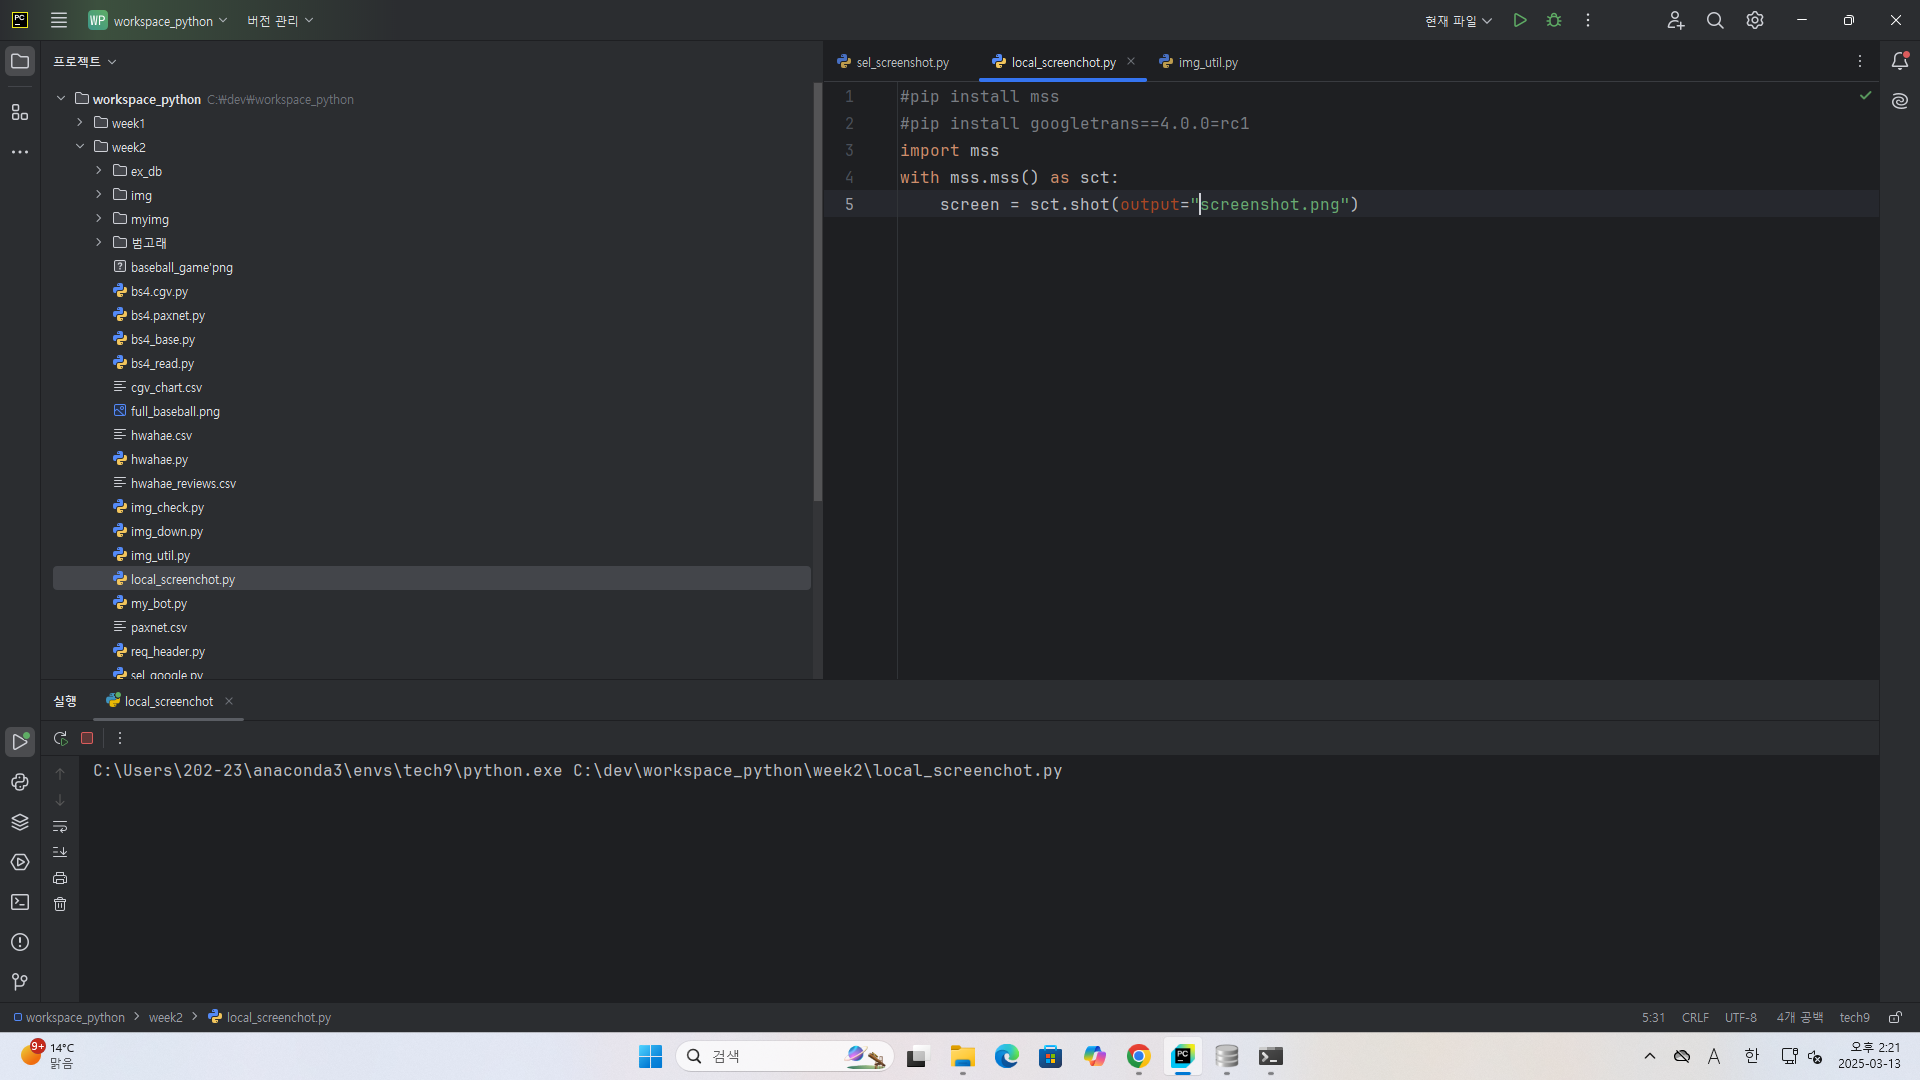 PC
WP workspace_python 버전 관리
현재 파일
프로젝트
sel_screenshot.py local_screenchot.py img_util.py
workspace_python C:₩dev₩workspace_python
week1
week2
ex_db
img
myimg
범고래
baseball_game'png
bs4.cgv.py
bs4.paxnet.py
bs4_base.py
bs4_read.py
cgv_chart.csv
full_baseball.png
hwahae.csv
hwahae.py
hwahae_reviews.csv
img_check.py
img_down.py
img_util.py
local_screenchot.py
my_bot.py
paxnet.csv
req_header.py
sel_google.py
1 #pip install mss
2 #pip install googletrans==4.0.0=rc1
3 import mss
4 with mss.mss() as sct:
5 screen = sct.shot(output="screenshot.png")
실행 local_screenchot
C:\Users\202-23\anaconda3\envs\tech9\python.exe C:\dev\workspace_python\week2\local_screenchot.py
workspace_python > week2 > local_screenchot.py
5:31 CRLF UTF-8 4개 공백 tech9
9+ 14°C
맑음
검색
PC
A 한
오후 2:21
2025-03-13